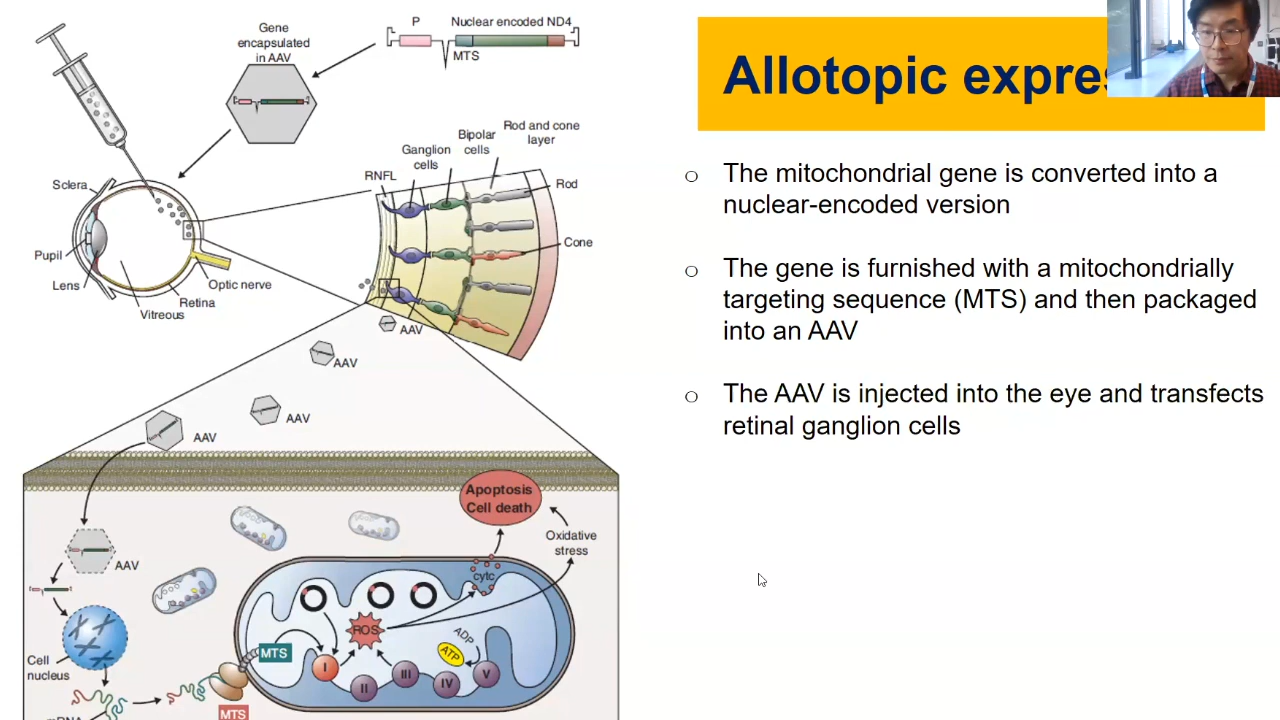 P
Nuclear encoded ND4
MTS
Gene
encapsulated
in AAV
Allotopic expres
Sclera
Pupil
Lens
Vitreous
Retina
Optic nerve
RNFL
Ganglion
cells
Bipolar
cells
Rod and cone
layer
Rod
Cone
AAV
AAV
AAV
AAV
o The mitochondrial gene is converted into a
nuclear-encoded version
o The gene is furnished with a mitochondrially
targeting sequence (MTS) and then packaged
into an AAV
o The AAV is injected into the eye and transfects
retinal ganglion cells
Apoptosis
Cell death
Oxidative
stress
cytc
AAV
ROS
ADP
ATP
MTS
I
II
III
IV
V
Cell
nucleus
mRNA
MTS